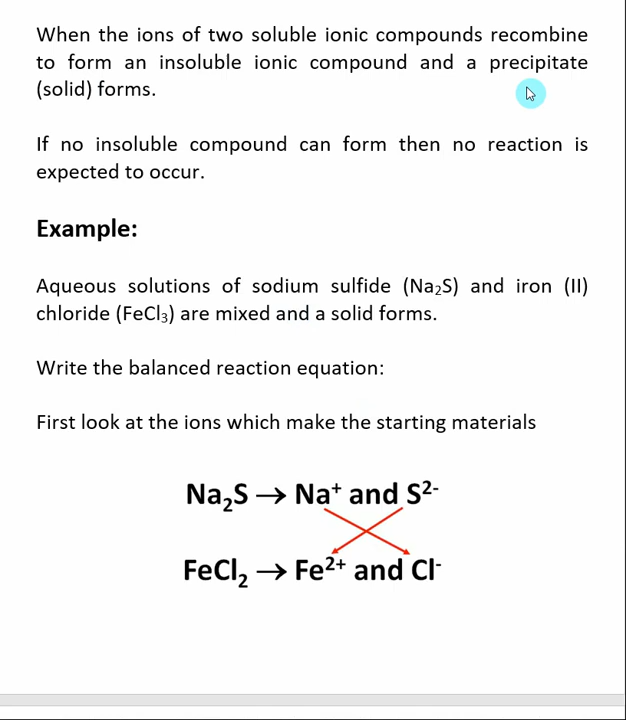 When the ions of two soluble ionic compounds recombine
to form an insoluble ionic compound and a precipitate
(solid) forms.
If no insoluble compound can form then no reaction is
expected to occur.
Example:
Aqueous solutions of sodium sulfide (Na₂S) and iron (II)
chloride (FeCl₃) are mixed and a solid forms.
Write the balanced reaction equation:
First look at the ions which make the starting materials
Na₂S → Na⁺ and S²⁻
FeCl₂ → Fe²⁺ and Cl⁻